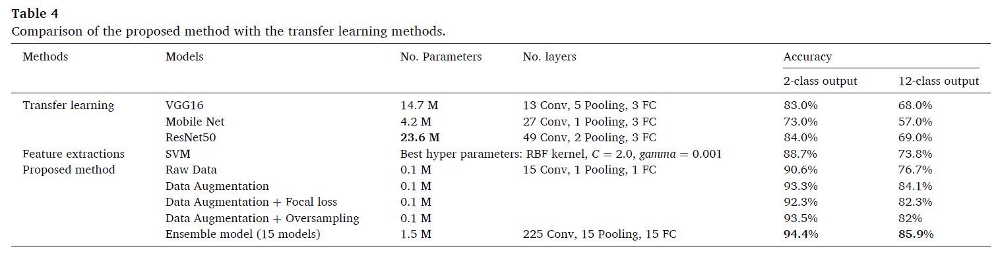 Table 4
Comparison of the proposed method with the transfer learning methods.
Methods Models No. Parameters No. layers Accuracy
2-class output 12-class output
Transfer learning VGG16 14.7 M 13 Conv, 5 Pooling, 3 FC 83.0% 68.0%
Mobile Net 4.2 M 27 Conv, 1 Pooling, 3 FC 73.0% 57.0%
ResNet50 23.6 M 49 Conv, 2 Pooling, 3 FC 84.0% 69.0%
Feature extractions SVM Best hyper parameters: RBF kernel, C = 2.0, gamma = 0.001 88.7% 73.8%
Proposed method Raw Data 0.1 M 15 Conv, 1 Pooling, 1 FC 90.6% 76.7%
Data Augmentation 0.1 M 93.3% 84.1%
Data Augmentation + Focal loss 0.1 M 92.3% 82.3%
Data Augmentation + Oversampling 0.1 M 93.5% 82%
Ensemble model (15 models) 1.5 M 225 Conv, 15 Pooling, 15 FC 94.4% 85.9%